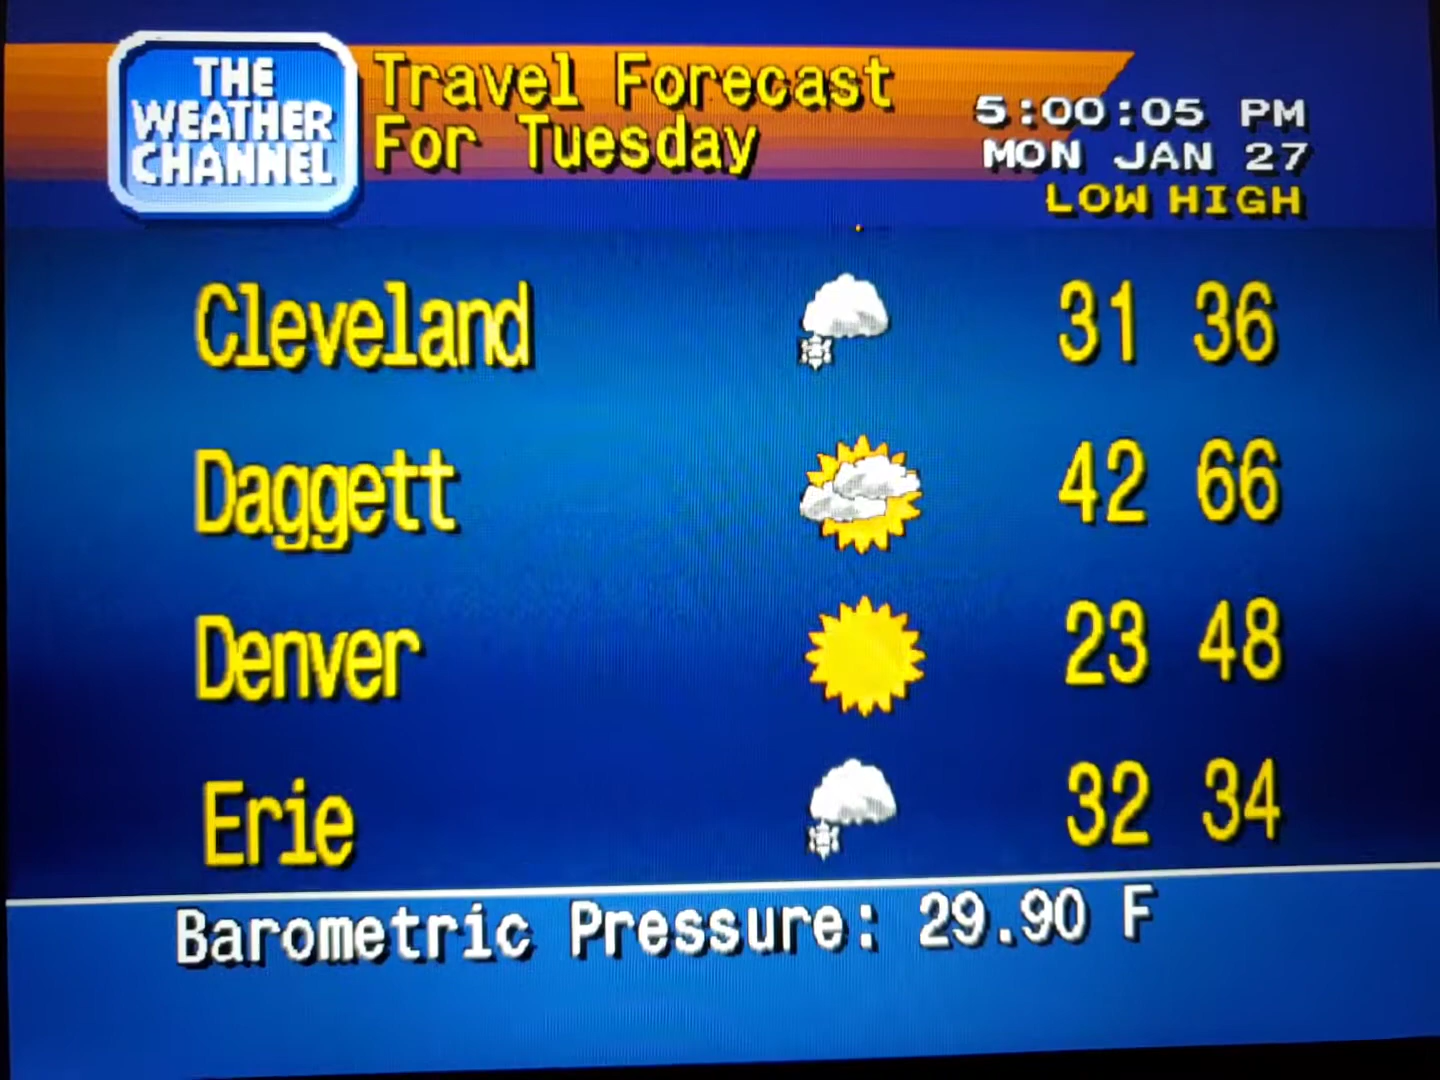 THE
WEATHER
CHANNEL
Travel Forecast
For Tuesday
5:00:05 PM
MON JAN 27
LOW HIGH
Cleveland 31 36
Daggett 42 66
Denver 23 48
Erie 32 34
Barometric Pressure: 29.90 F